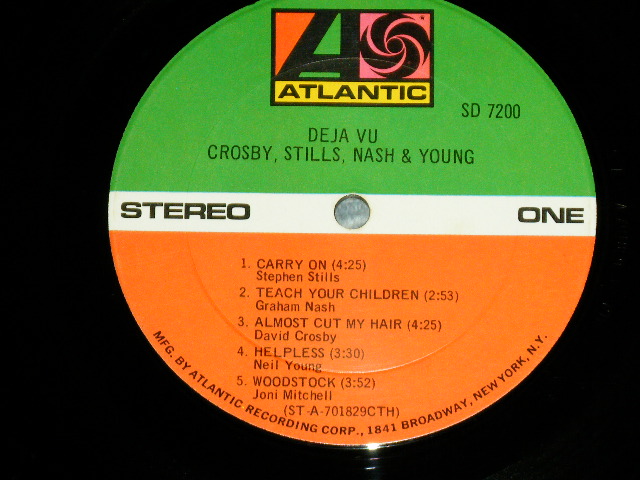 ATLANTIC
SD 7200
DEJA VU
CROSBY, STILLS, NASH & YOUNG
STEREO
ONE
1. CARRY ON (4:25)
Stephen Stills
2. TEACH YOUR CHILDREN (2:53)
Graham Nash
3. ALMOST CUT MY HAIR (4:25)
David Crosby
4. HELPLESS (3:30)
Neil Young
5. WOODSTOCK (3:52)
Joni Mitchell
(ST-A-701829CTH)
MFG. BY ATLANTIC RECORDING CORP., 1841 BROADWAY, NEW YORK, N.Y.